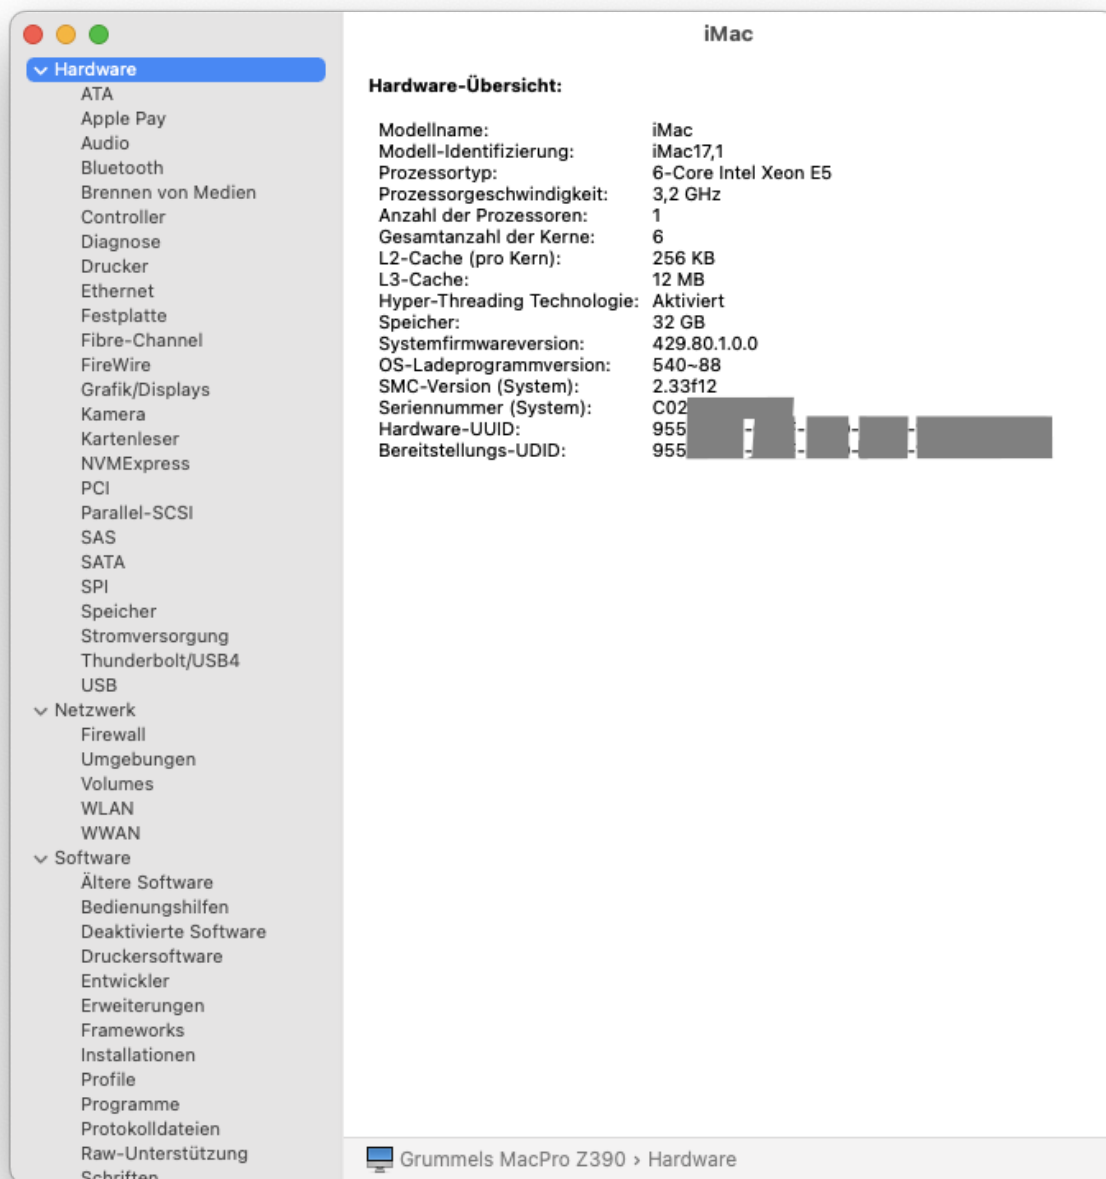 iMac
Hardware
ATA
Apple Pay
Audio
Bluetooth
Brennen von Medien
Controller
Diagnose
Drucker
Ethernet
Festplatte
Fibre-Channel
FireWire
Grafik/Displays
Kamera
Kartenleser
NVMExpress
PCI
Parallel-SCSI
SAS
SATA
SPI
Speicher
Stromversorgung
Thunderbolt/USB4
USB
Netzwerk
Firewall
Umgebungen
Volumes
WLAN
WWAN
Software
Ältere Software
Bedienungshilfen
Deaktivierte Software
Druckersoftware
Entwickler
Erweiterungen
Frameworks
Installationen
Profile
Programme
Protokolldateien
Raw-Unterstützung
Schriften
Hardware-Übersicht:
Modellname: iMac
Modell-Identifizierung: iMac17,1
Prozessortyp: 6-Core Intel Xeon E5
Prozessorgeschwindigkeit: 3,2 GHz
Anzahl der Prozessoren: 1
Gesamtanzahl der Kerne: 6
L2-Cache (pro Kern): 256 KB
L3-Cache: 12 MB
Hyper-Threading Technologie: Aktiviert
Speicher: 32 GB
Systemfirmwareversion: 429.80.1.0.0
OS-Ladeprogrammversion: 540~88
SMC-Version (System): 2.33f12
Seriennummer (System): C02
Hardware-UUID: 955
Bereitstellungs-UDID: 955
Grummels MacPro Z390 › Hardware